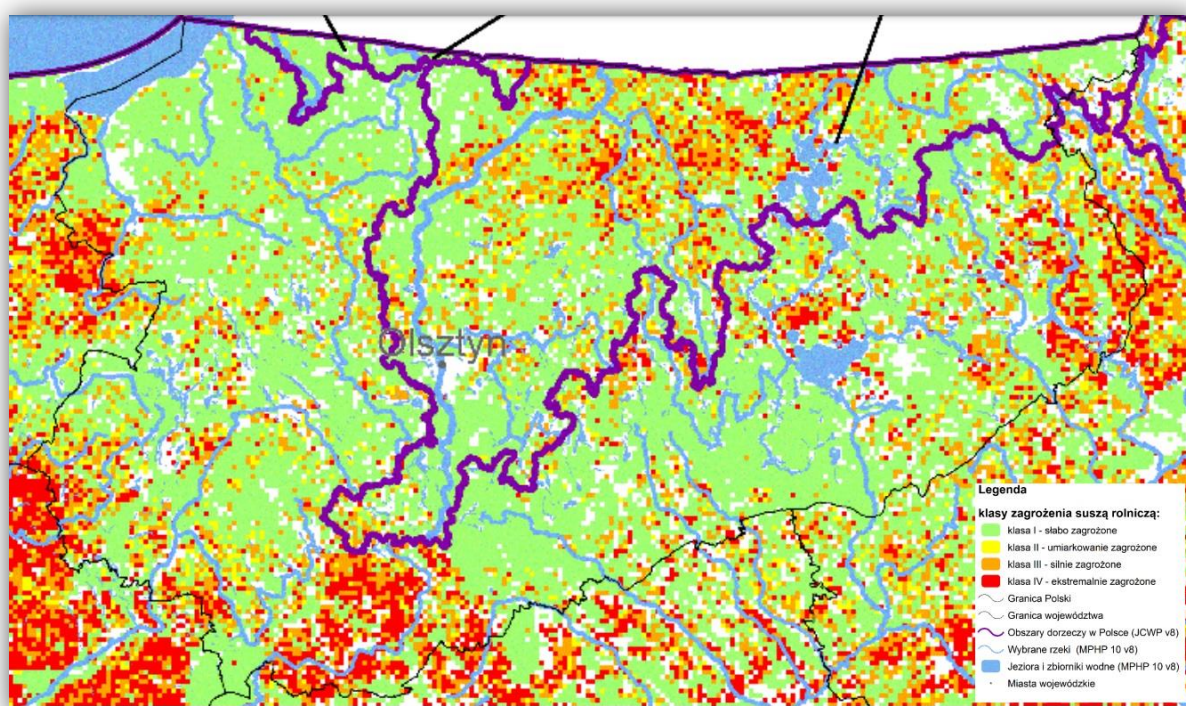 Olsztyn
Legenda
klasy zagrożenia suszą rolniczą:
klasa I - słabo zagrożone
klasa II - umiarkowanie zagrożone
klasa III - silnie zagrożone
klasa IV - ekstremalnie zagrożone
Granica Polski
Granica województwa
Obszary dorzeczy w Polsce (JCWP v8)
Wybrane rzeki (MPHP 10 v8)
Jeziora i zbiorniki wodne (MPHP 10 v8)
Miasta wojewódzkie